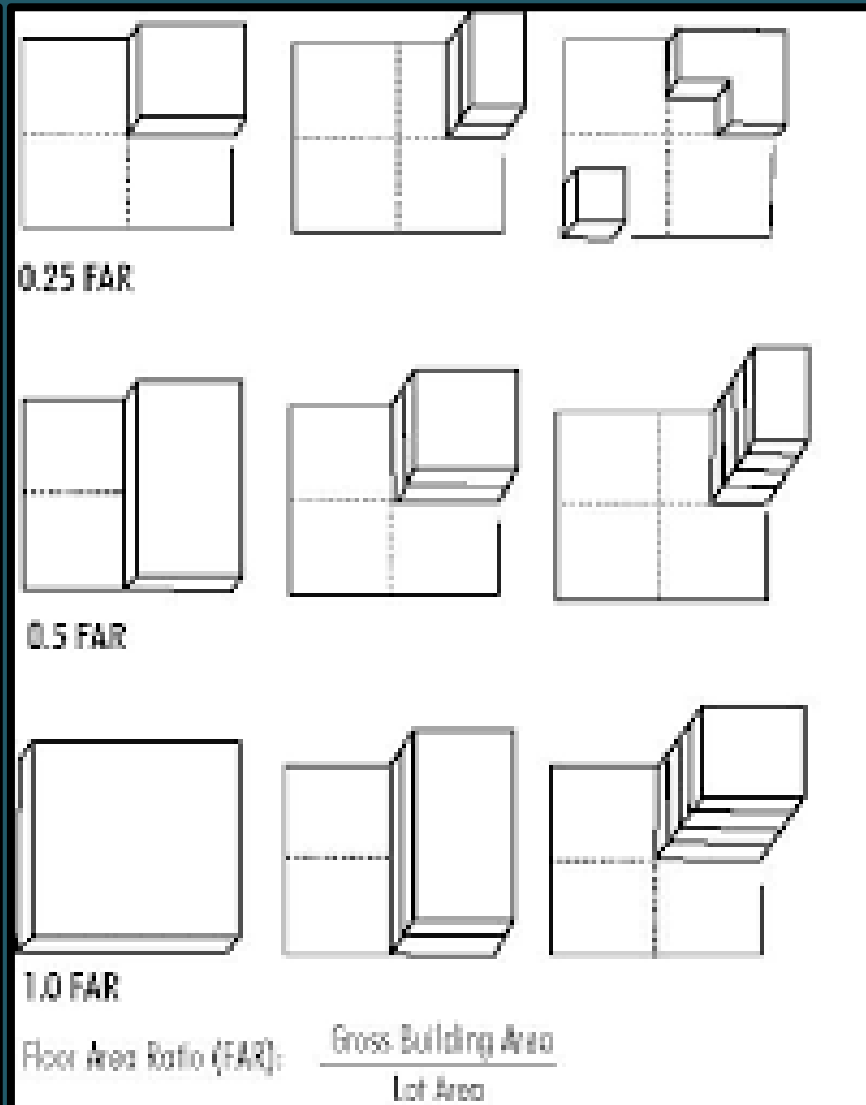 0.25 FAR
0.5 FAR
1.0 FAR
Floor Area Ratio (FAR):
Gross Building Area
Lot Area